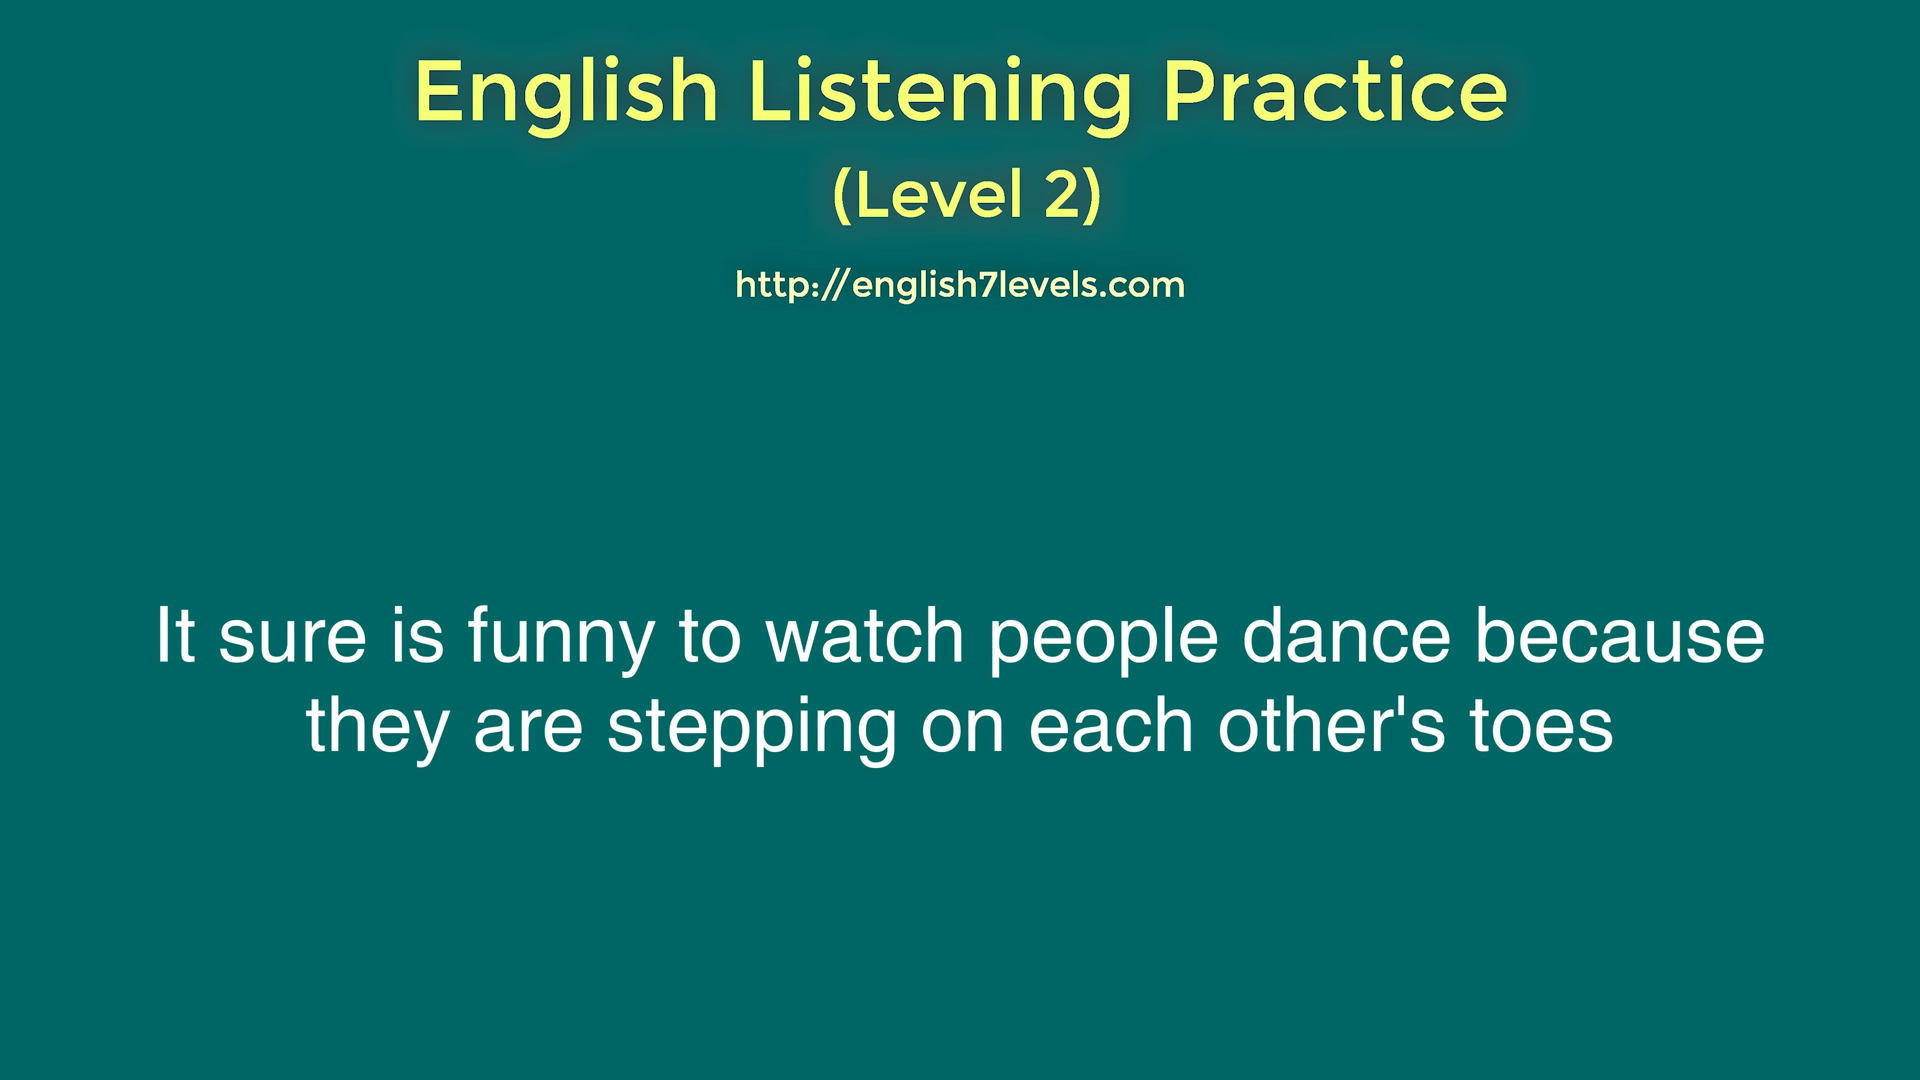 English Listening Practice
(Level 2)
http://english7levels.com
It sure is funny to watch people dance because
they are stepping on each other's toes